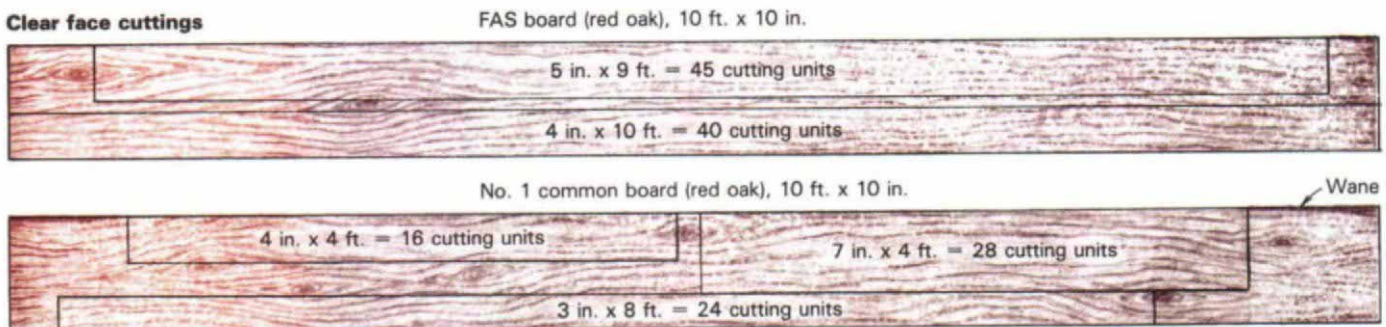 Clear face cuttings
FAS board (red oak), 10 ft. x 10 in.
5 in. x 9 ft. = 45 cutting units
4 in. x 10 ft. = 40 cutting units
No. 1 common board (red oak), 10 ft. x 10 in.
Wane
4 in. x 4 ft. = 16 cutting units
7 in. x 4 ft. = 28 cutting units
3 in. x 8 ft. = 24 cutting units